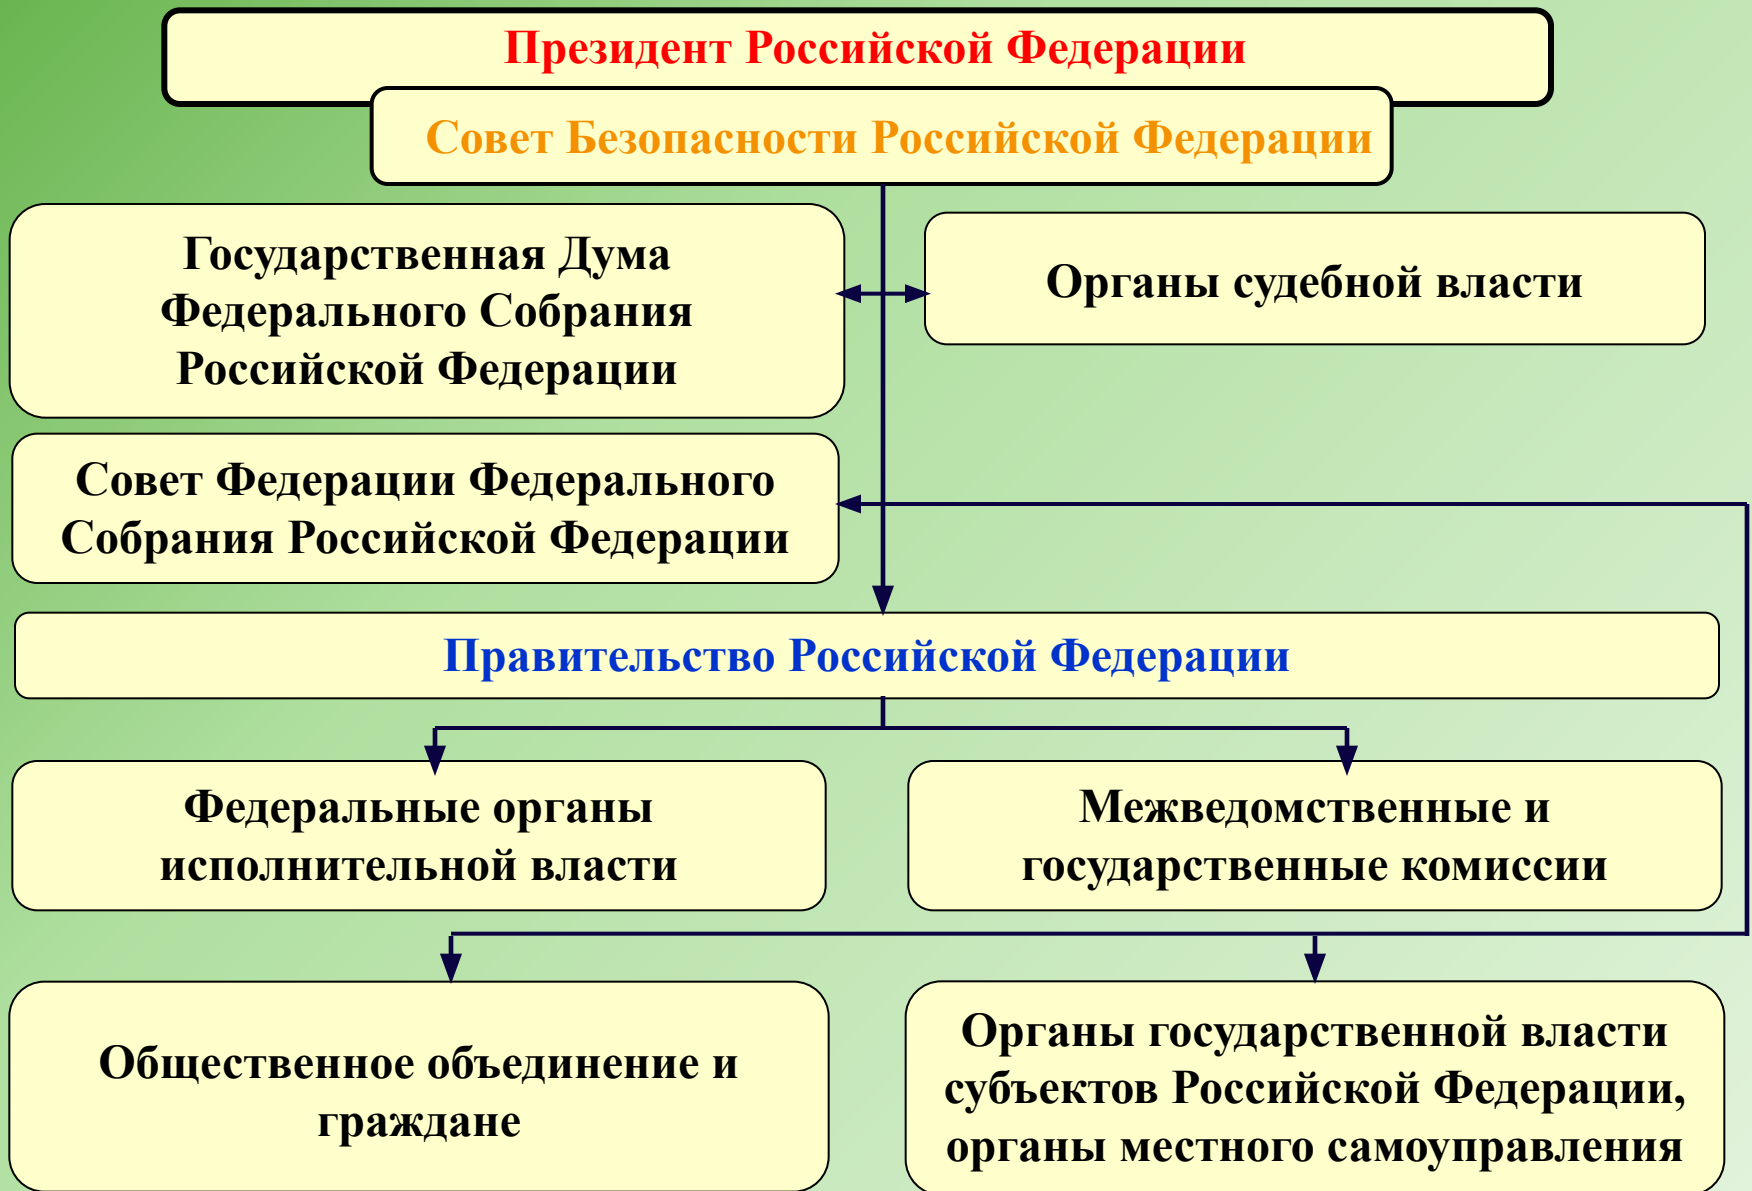 Президент Российской Федерации
Совет Безопасности Российской Федерации
Государственная Дума
Федерального Собрания
Российской Федерации
Органы судебной власти
Совет Федерации Федерального
Собрания Российской Федерации
Правительство Российской Федерации
Федеральные органы
исполнительной власти
Межведомственные и
государственные комиссии
Общественное объединение и
граждане
Органы государственной власти
субъектов Российской Федерации,
органы местного самоуправления